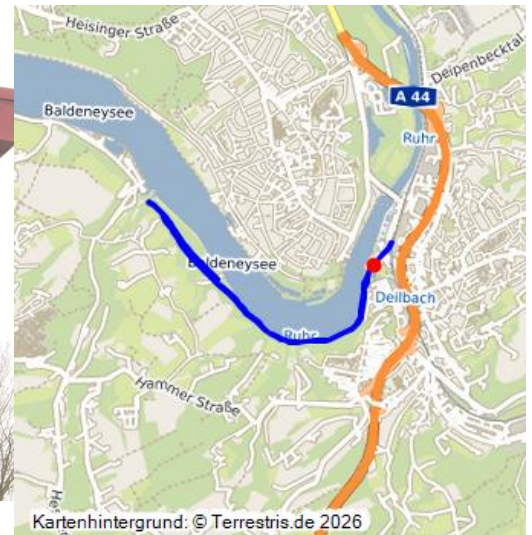 Heisinger Straße
Deipenbecktal
A 44
Baldeneysee
Ruhr
Baldeneysee
Deilbach
Ruhr
Hammer Straße
Kartenhintergrund: © Terrestris.de 2026